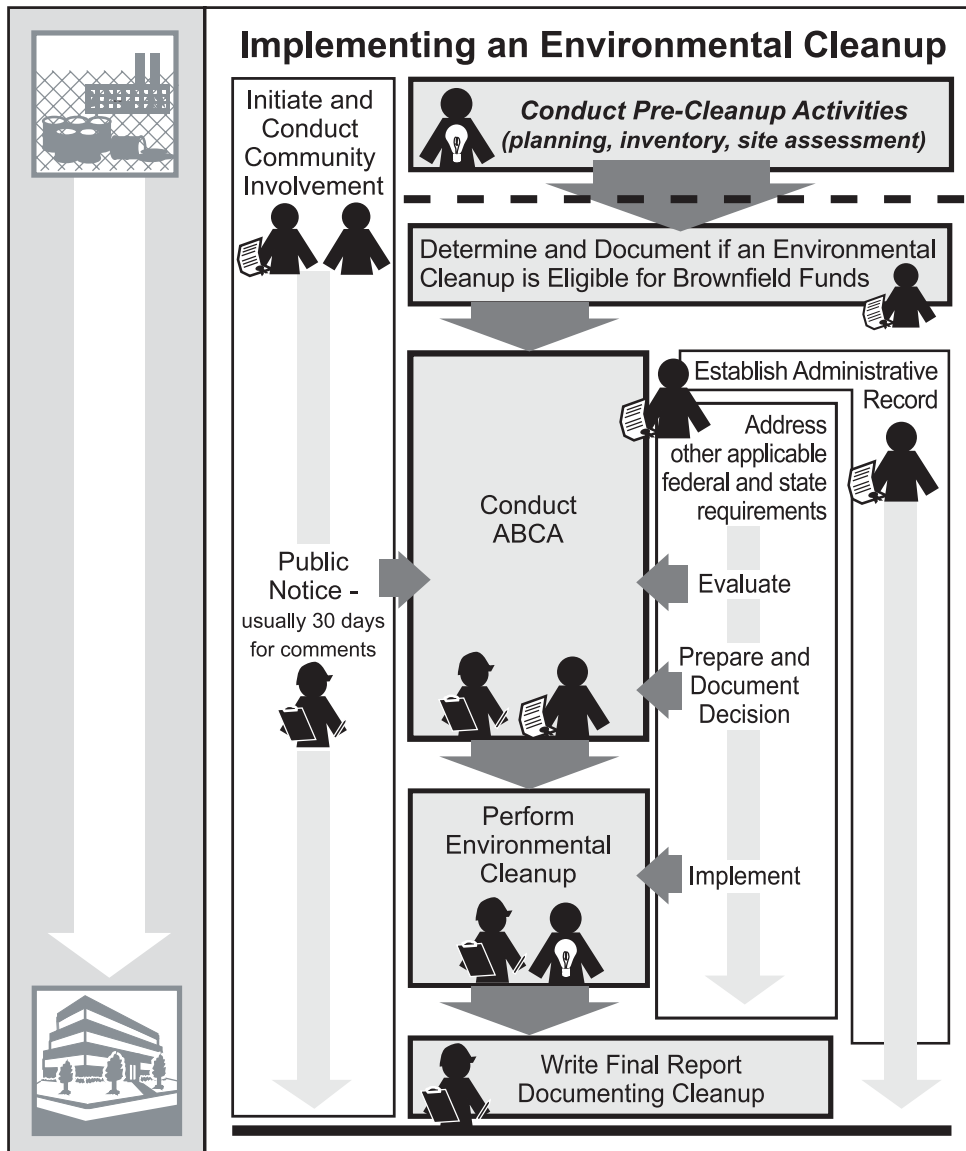 Implementing an Environmental Cleanup
Initiate and
Conduct
Community
Involvement
Public
Notice -
usually 30 days
for comments
Conduct Pre-Cleanup Activities
(planning, inventory, site assessment)
Determine and Document if an Environmental
Cleanup is Eligible for Brownfield Funds
Conduct
ABCA
Establish Administrative
Record
Address
other applicable
federal and state
requirements
Evaluate
Prepare and
Document
Decision
Perform
Environmental
Cleanup
Implement
Write Final Report
Documenting Cleanup